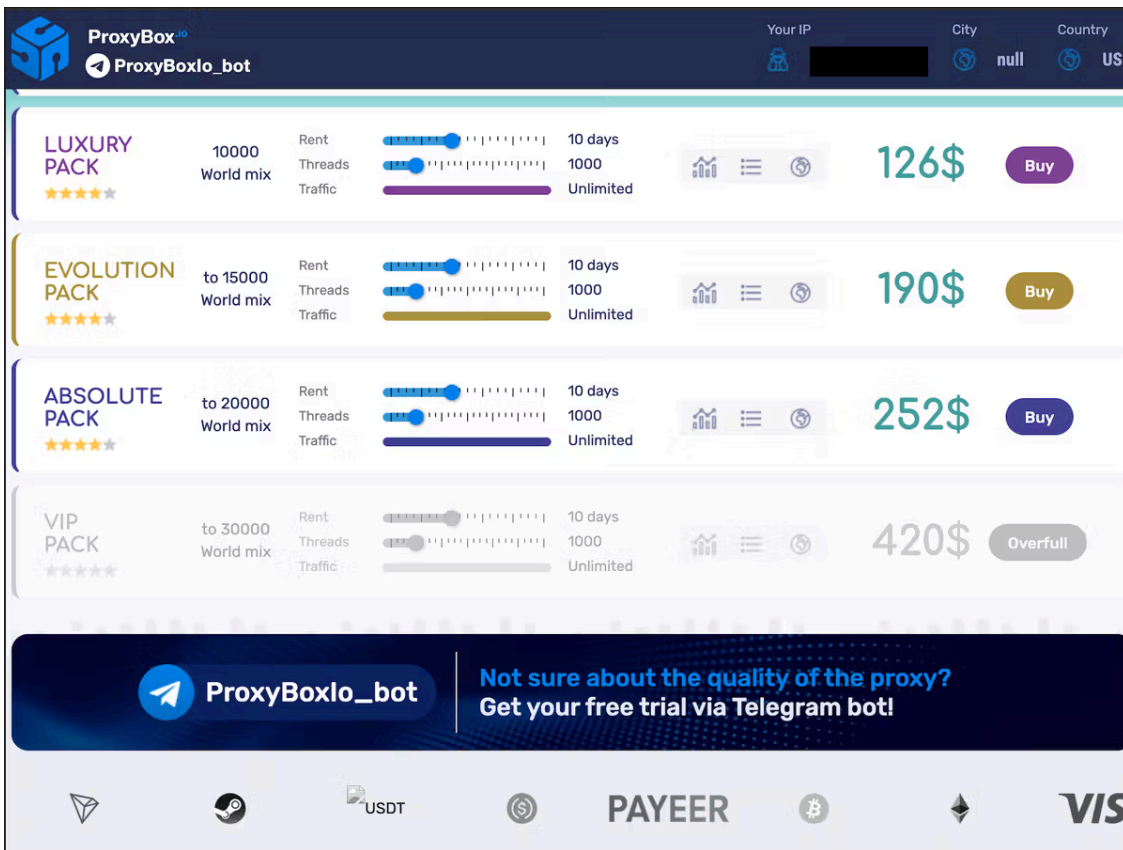 ProxyBox.io
ProxyBoxIo_bot
Your IP
City
null
Country
US
LUXURY
PACK
10000
World mix
Rent
10 days
Threads
1000
Traffic
Unlimited
126$
Buy
EVOLUTION
PACK
to 15000
World mix
Rent
10 days
Threads
1000
Traffic
Unlimited
190$
Buy
ABSOLUTE
PACK
to 20000
World mix
Rent
10 days
Threads
1000
Traffic
Unlimited
252$
Buy
VIP
PACK
to 30000
World mix
Rent
10 days
Threads
1000
Traffic
Unlimited
420$
Overfull
ProxyBoxIo_bot
Not sure about the quality of the proxy?
Get your free trial via Telegram bot!
USDT
PAYEER
VIS